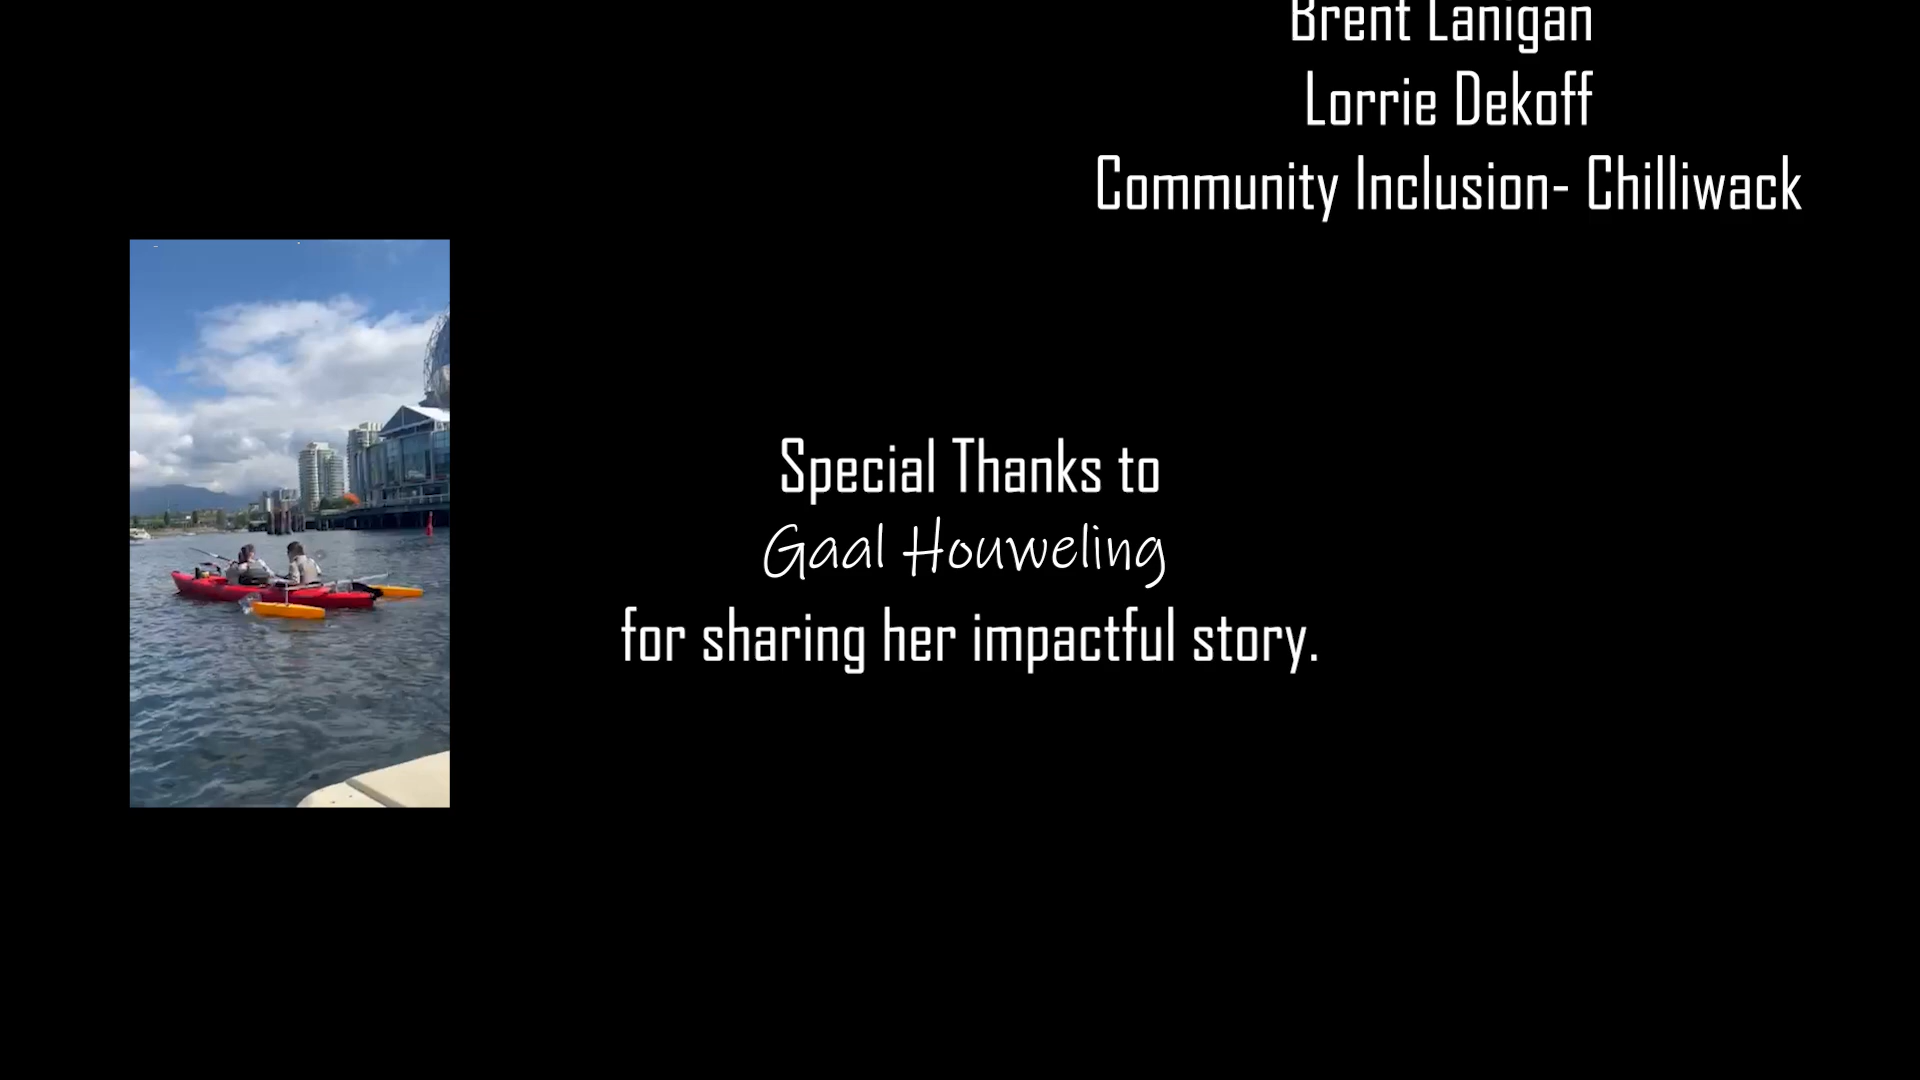 Brent Lanigan
Lorrie Dekoff
Community Inclusion- Chilliwack
Special Thanks to
Gaal Houweling
for sharing her impactful story.